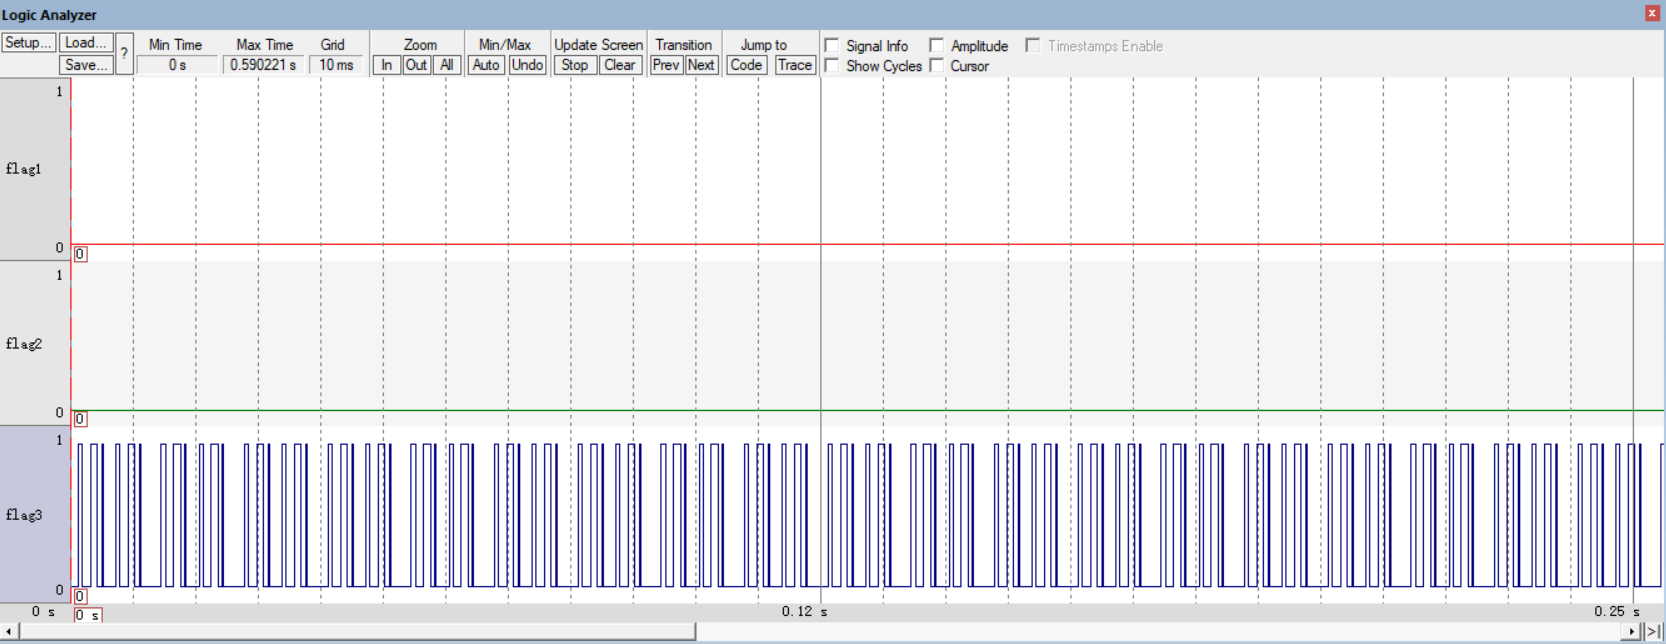 Logic Analyzer
Setup... Load... ? Min Time Max Time Grid Zoom Min/Max Update Screen Transition Jump to Signal Info Amplitude Timestamps Enable
Save... 0 s 0.590221 s 10 ms In Out All Auto Undo Stop Clear Prev Next Code Trace Show Cycles Cursor
1
flag1
0
0
1
flag2
0
0
1
flag3
0
0
0 s 0 s 0.12 s 0.25 s